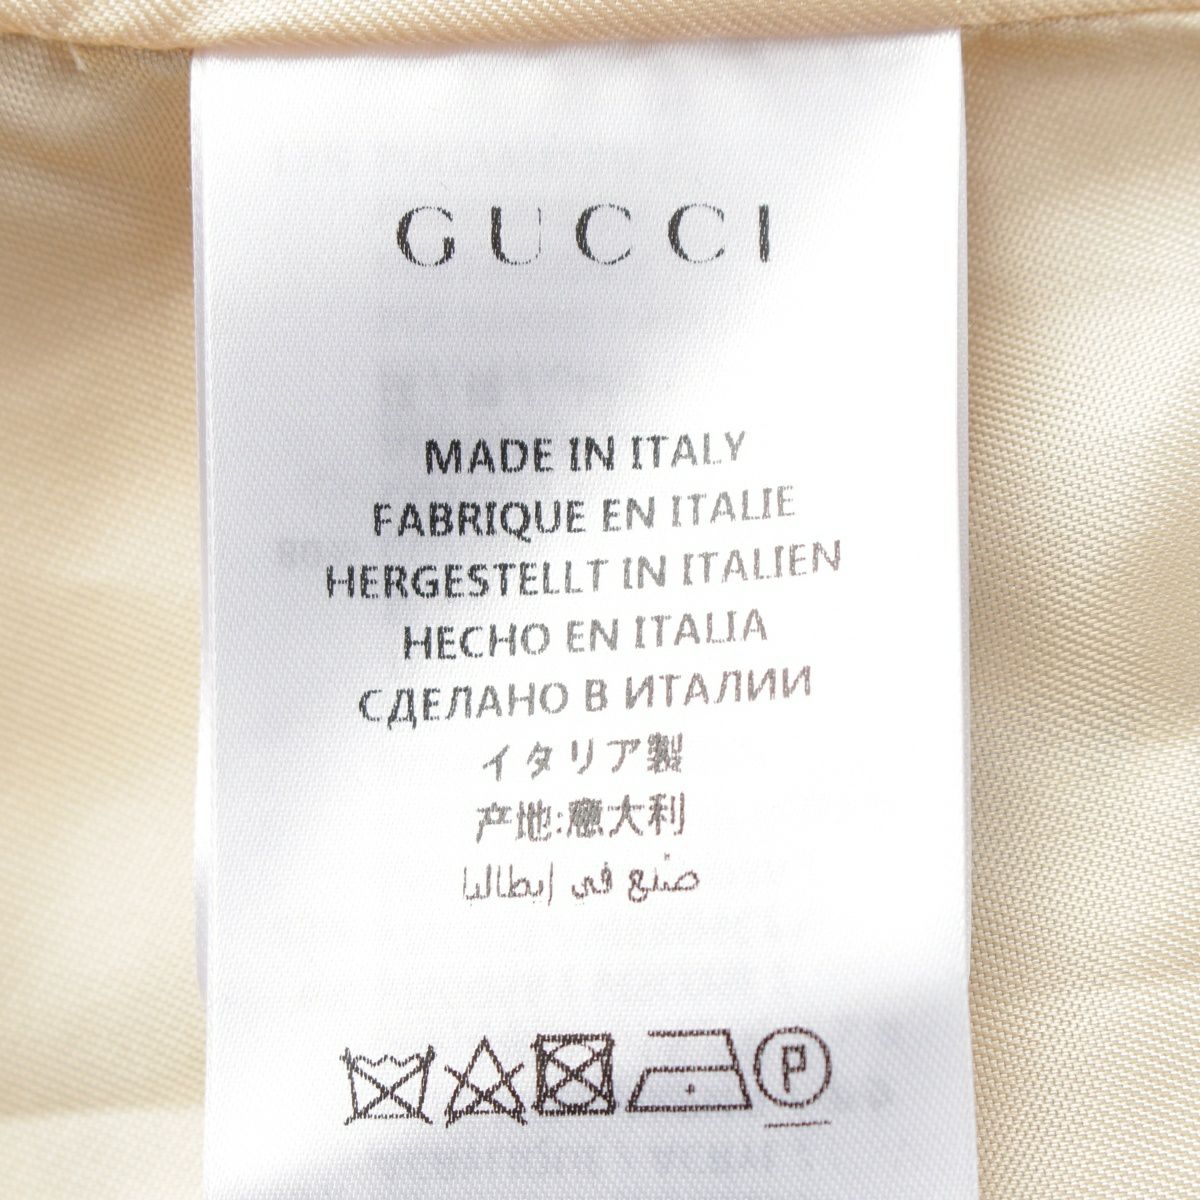 GUCCI
MADE IN ITALY
FABRIQUE EN ITALIE
HERGESTELLT IN ITALIEN
HECHO EN ITALIA
СДЕЛАНО В ИТАЛИИ
イタリア製
产地:意大利
صنع في إيطاليا
P